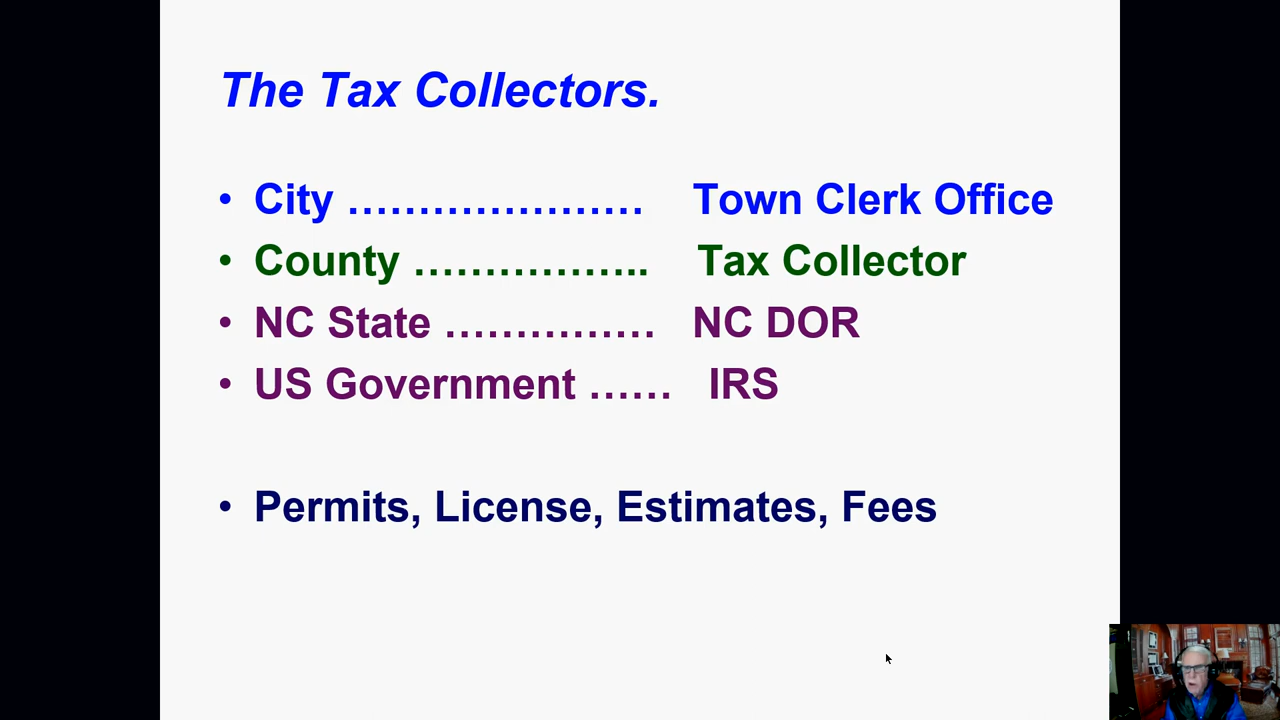 The Tax Collectors.
• City ………………… Town Clerk Office
• County …………….. Tax Collector
• NC State …………… NC DOR
• US Government …… IRS
• Permits, License, Estimates, Fees